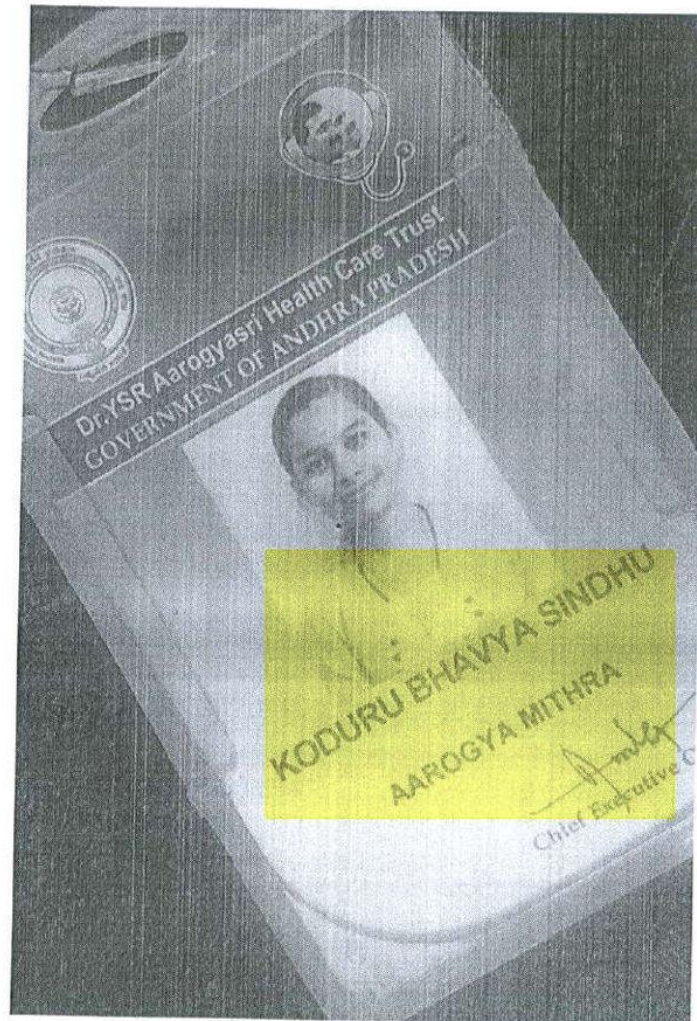 Dr.YSR Aarogyasri Health Care Trust
GOVERNMENT OF ANDHRA PRADESH
KODURU BHAVYA SINDHU
AAROGYA MITHRA
Chief Executive